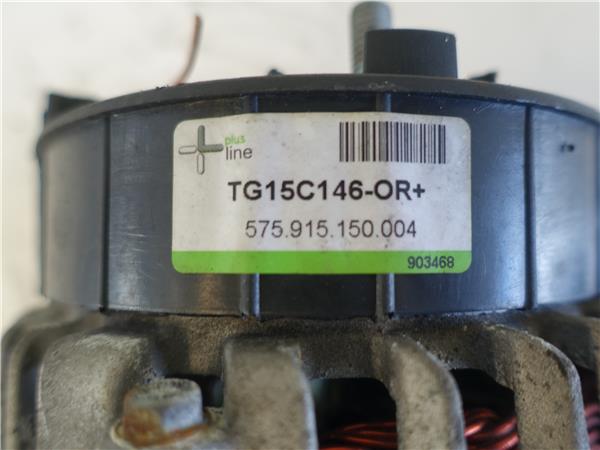 plus
line
TG15C146-OR+
575.915.150.004
903468